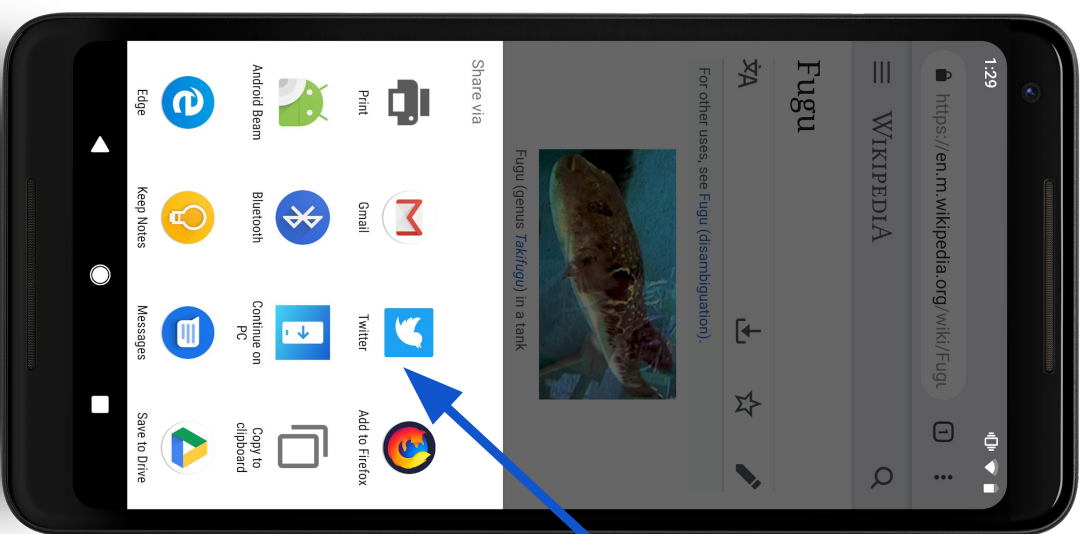 1:29
https://en.m.wikipedia.org/wiki/Fugu
1
WIKIPEDIA
Fugu
For other uses, see Fugu (disambiguation).
Fugu (genus Takifugu) in a tank
Share via
Print
Gmail
Twitter
Add to Firefox
Android Beam
Bluetooth
Continue on
PC
Copy to
clipboard
Edge
Keep Notes
Messages
Save to Drive